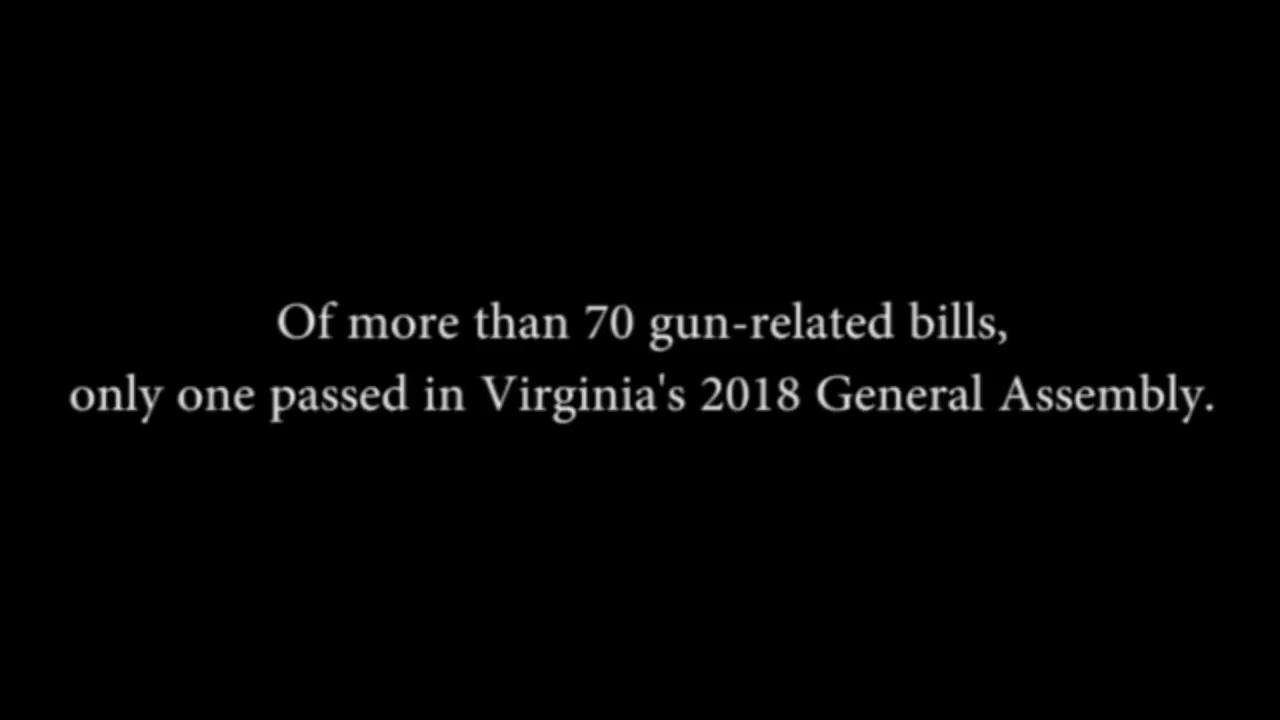 Of more than 70 gun-related bills,
only one passed in Virginia's 2018 General Assembly.